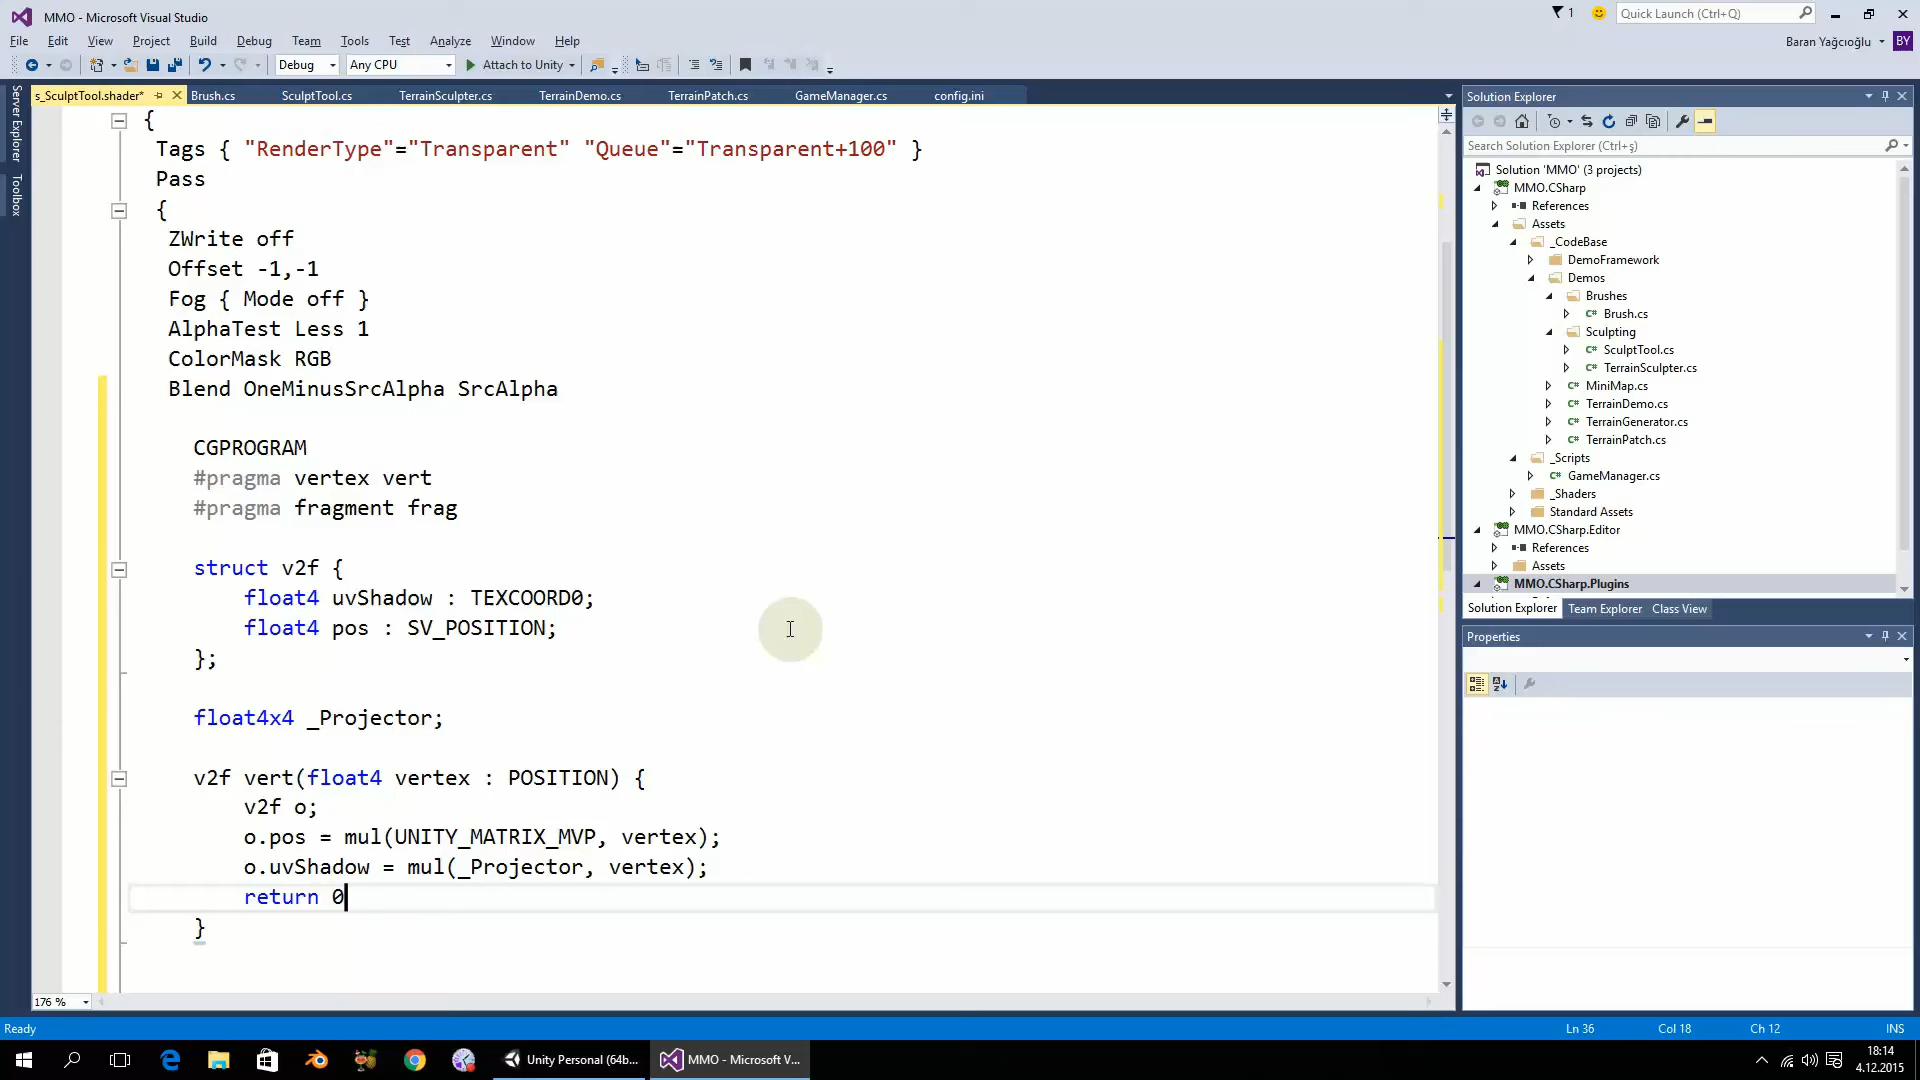 MMO - Microsoft Visual Studio
1
Quick Launch (Ctrl+Q)
File Edit View Project Build Debug Team Tools Test Analyze Window Help
Baran Yağcıoğlu BY
Debug Any CPU Attach to Unity
Server Explorer
Toolbox
s_SculptTool.shader* Brush.cs SculptTool.cs TerrainSculpter.cs TerrainDemo.cs TerrainPatch.cs GameManager.cs config.ini
{
Tags { "RenderType"="Transparent" "Queue"="Transparent+100" }
Pass
{
ZWrite off
Offset -1,-1
Fog { Mode off }
AlphaTest Less 1
ColorMask RGB
Blend OneMinusSrcAlpha SrcAlpha
CGPROGRAM
#pragma vertex vert
#pragma fragment frag
struct v2f {
float4 uvShadow : TEXCOORD0;
float4 pos : SV_POSITION;
};
float4x4 _Projector;
v2f vert(float4 vertex : POSITION) {
v2f o;
o.pos = mul(UNITY_MATRIX_MVP, vertex);
o.uvShadow = mul(_Projector, vertex);
return 0
}
176 %
Solution Explorer
Search Solution Explorer (Ctrl+ş)
Solution 'MMO' (3 projects)
MMO.CSharp
References
Assets
_CodeBase
DemoFramework
Demos
Brushes
Brush.cs
Sculpting
SculptTool.cs
TerrainSculpter.cs
MiniMap.cs
TerrainDemo.cs
TerrainGenerator.cs
TerrainPatch.cs
_Scripts
GameManager.cs
_Shaders
Standard Assets
MMO.CSharp.Editor
References
Assets
MMO.CSharp.Plugins
Solution Explorer Team Explorer Class View
Properties
Ready Ln 36 Col 18 Ch 12 INS
Unity Personal (64b... MMO - Microsoft V...
18:14
4.12.2015